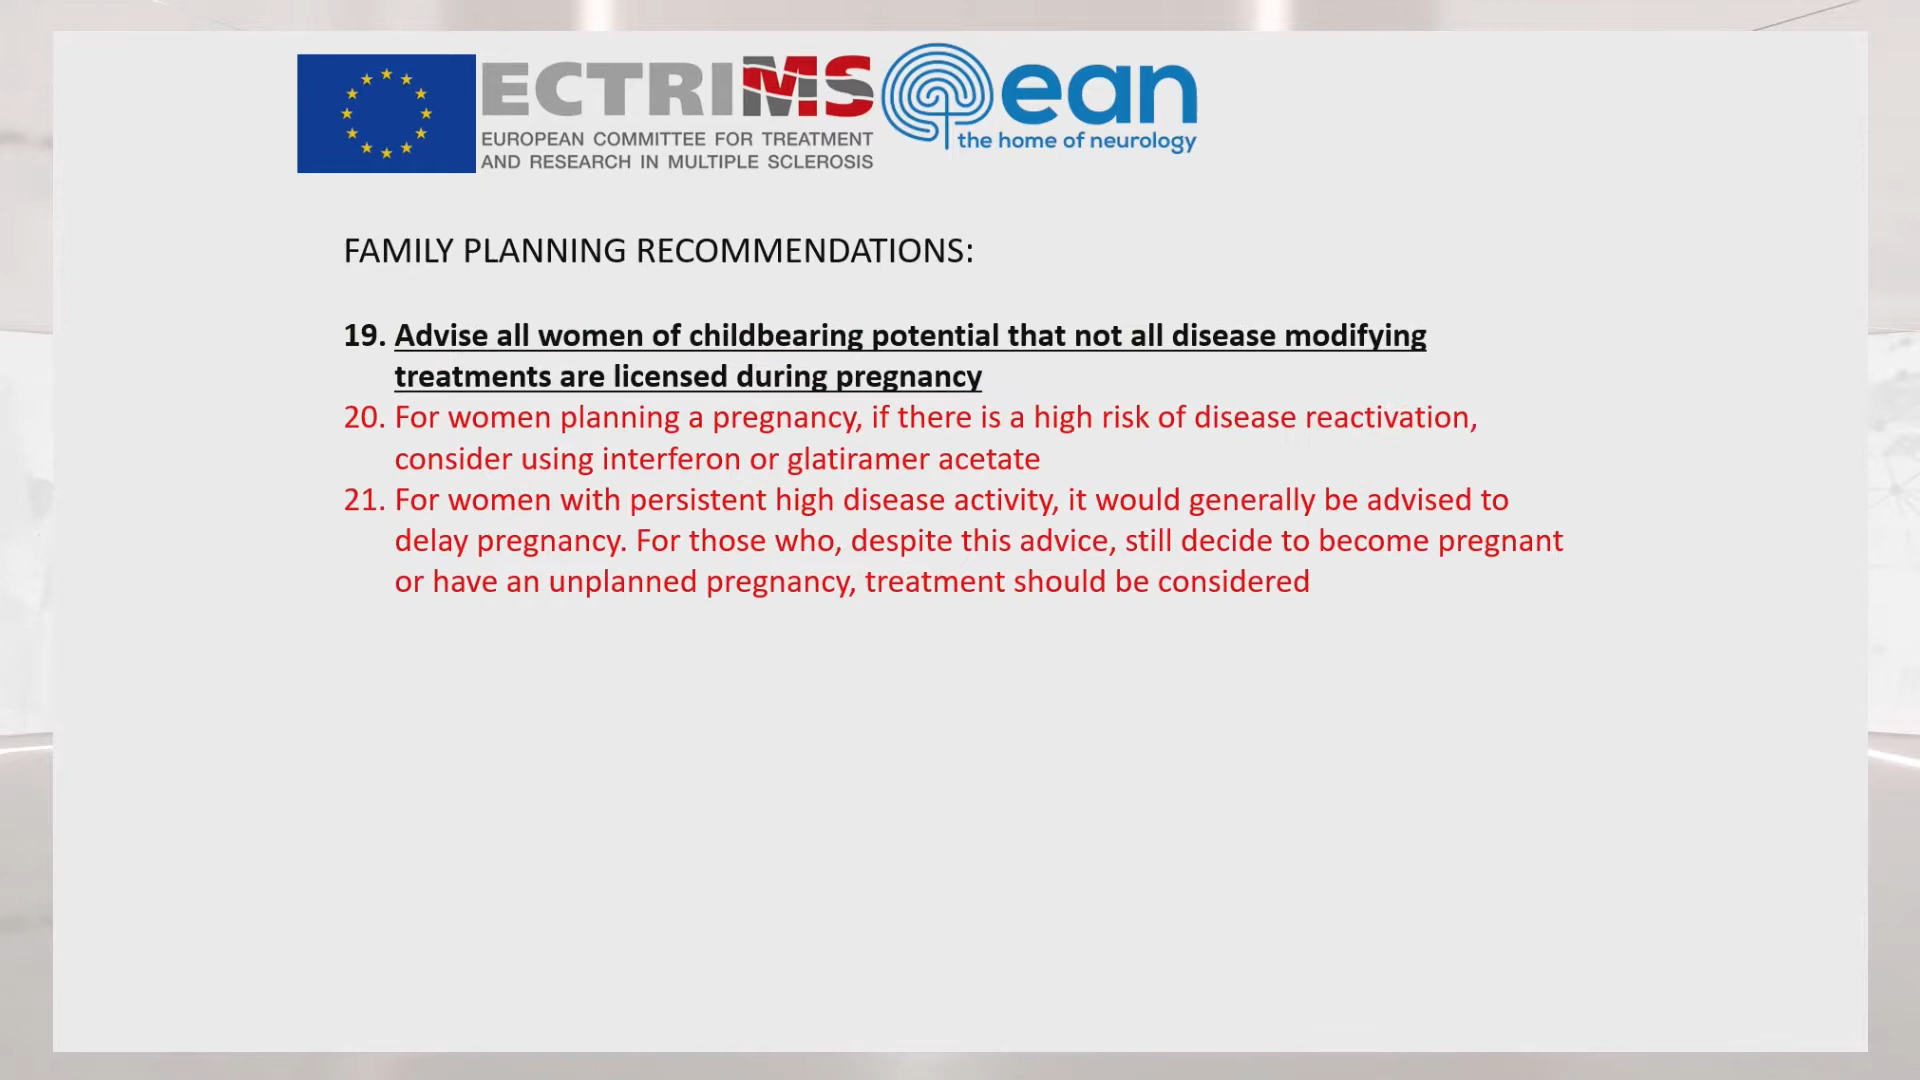 ECTRIMS
EUROPEAN COMMITTEE FOR TREATMENT
AND RESEARCH IN MULTIPLE SCLEROSIS
ean
the home of neurology
FAMILY PLANNING RECOMMENDATIONS:
19. Advise all women of childbearing potential that not all disease modifying
treatments are licensed during pregnancy
20. For women planning a pregnancy, if there is a high risk of disease reactivation,
consider using interferon or glatiramer acetate
21. For women with persistent high disease activity, it would generally be advised to
delay pregnancy. For those who, despite this advice, still decide to become pregnant
or have an unplanned pregnancy, treatment should be considered